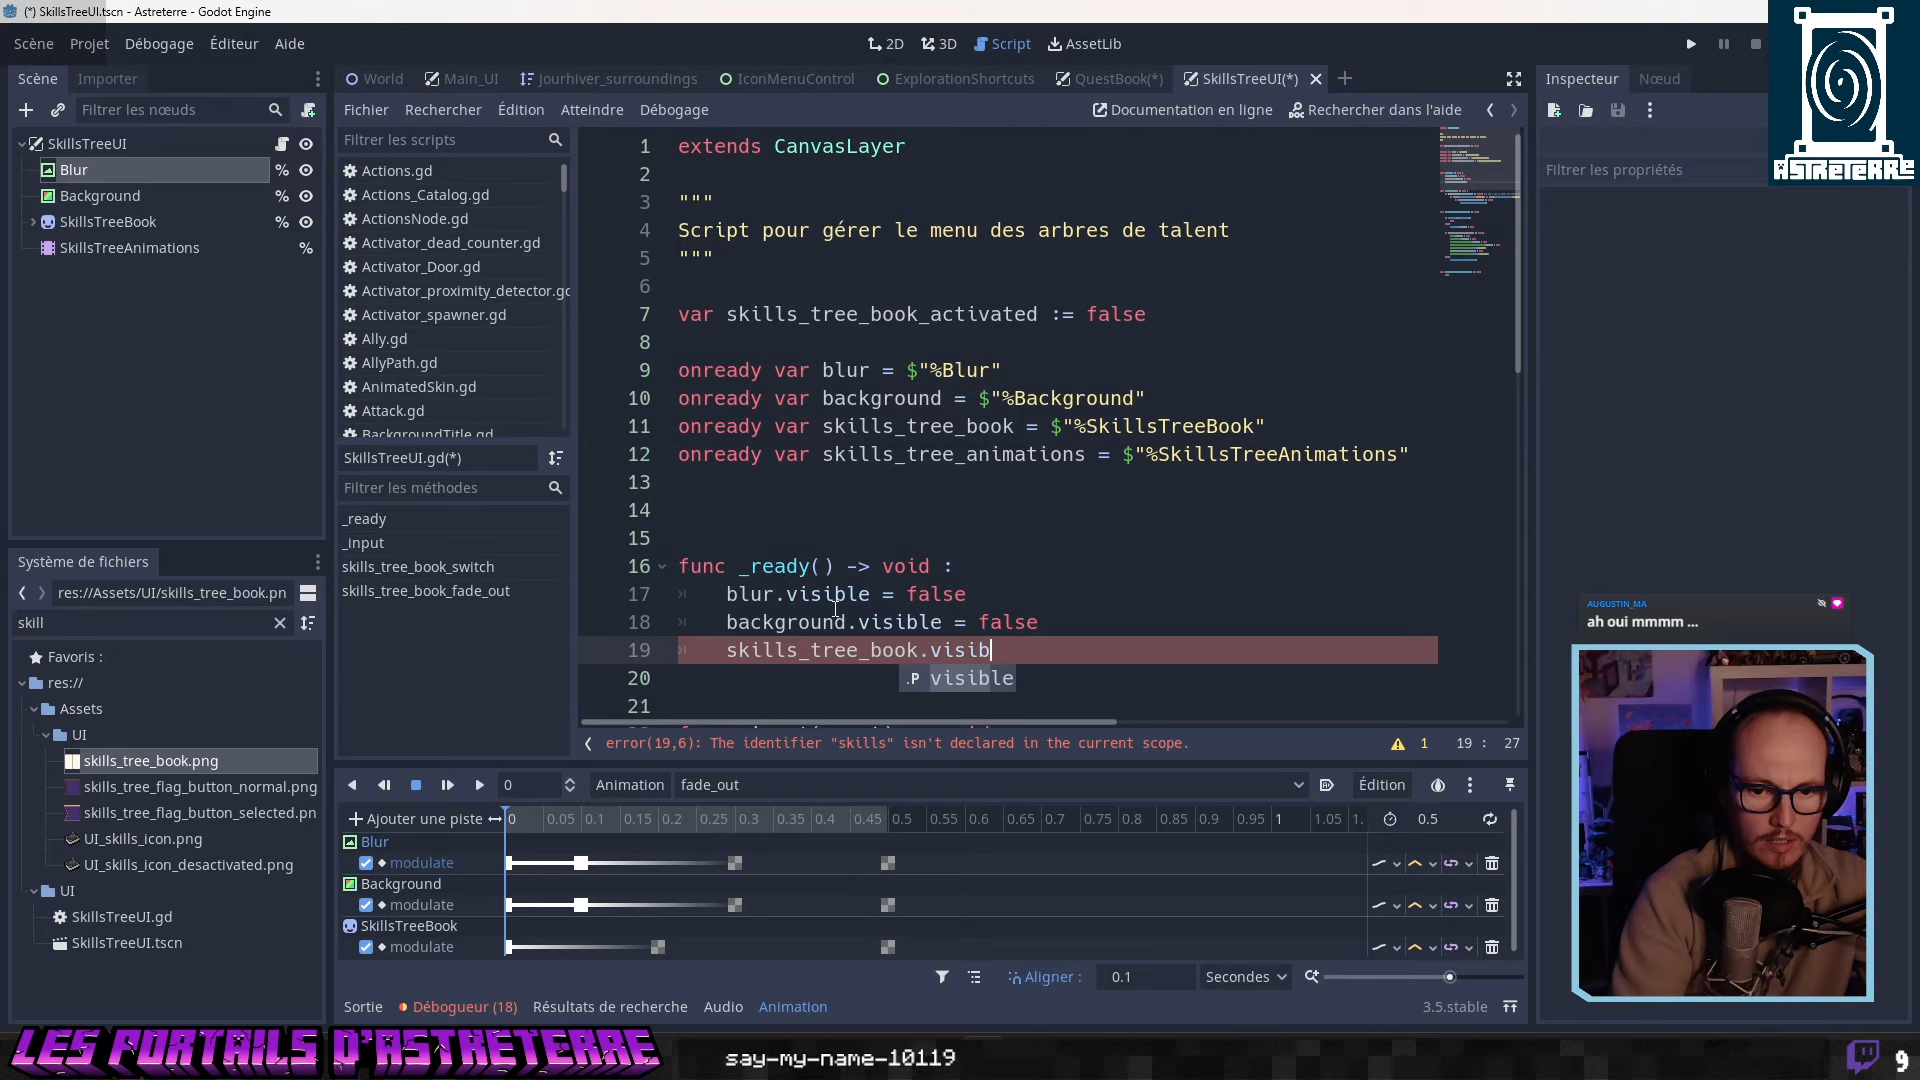 (*) SkillsTreeUI.tscn - Astreterre - Godot Engine
Scène Projet Débogage Éditeur Aide
2D 3D Script AssetLib
ASTRETERRE
Scène Importer
Filtrer les nœuds
SkillsTreeUI
Blur
Background
SkillsTreeBook
SkillsTreeAnimations
World Main_UI Jourhiver_surroundings IconMenuControl ExplorationShortcuts QuestBook(*) SkillsTreeUI(*)
Fichier Rechercher Édition Atteindre Débogage
Documentation en ligne Rechercher dans l'aide
Filtrer les scripts
Actions.gd
Actions_Catalog.gd
ActionsNode.gd
Activator_dead_counter.gd
Activator_Door.gd
Activator_proximity_detector.gd
Activator_spawner.gd
Ally.gd
AllyPath.gd
AnimatedSkin.gd
Attack.gd
BackgroundTitle.gd
SkillsTreeUI.gd(*)
Filtrer les méthodes
_ready
_input
skills_tree_book_switch
skills_tree_book_fade_out
1 extends CanvasLayer
2
3 """
4 Script pour gérer le menu des arbres de talent
5 """
6
7 var skills_tree_book_activated := false
8
9 onready var blur = $"%Blur"
10 onready var background = $"%Background"
11 onready var skills_tree_book = $"%SkillsTreeBook"
12 onready var skills_tree_animations = $"%SkillsTreeAnimations"
13
14
15
16 func _ready() -> void :
17 blur.visible = false
18 background.visible = false
19 skills_tree_book.visib
20
.P visible
21
error(19,6): The identifier "skills" isn't declared in the current scope.
1 19 : 27
Inspecteur Nœud
Filtrer les propriétés
Système de fichiers
res://Assets/UI/skills_tree_book.pn
skill
Favoris :
res://
Assets
UI
skills_tree_book.png
skills_tree_flag_button_normal.png
skills_tree_flag_button_selected.pn
UI_skills_icon.png
UI_skills_icon_desactivated.png
UI
SkillsTreeUI.gd
SkillsTreeUI.tscn
0 Animation fade_out Édition
Ajouter une piste 0 0.05 0.1 0.15 0.2 0.25 0.3 0.35 0.4 0.45 0.5 0.55 0.6 0.65 0.7 0.75 0.8 0.85 0.9 0.95 1 1.05 1. 0.5
Blur
modulate
Background
modulate
SkillsTreeBook
modulate
Aligner : 0.1 Secondes
Sortie Débogueur (18) Résultats de recherche Audio Animation 3.5.stable
AUGUSTIN_MA
ah oui mmmm ...
LES PORTAILS D'ASTRETERRE
say-my-name-10119
9